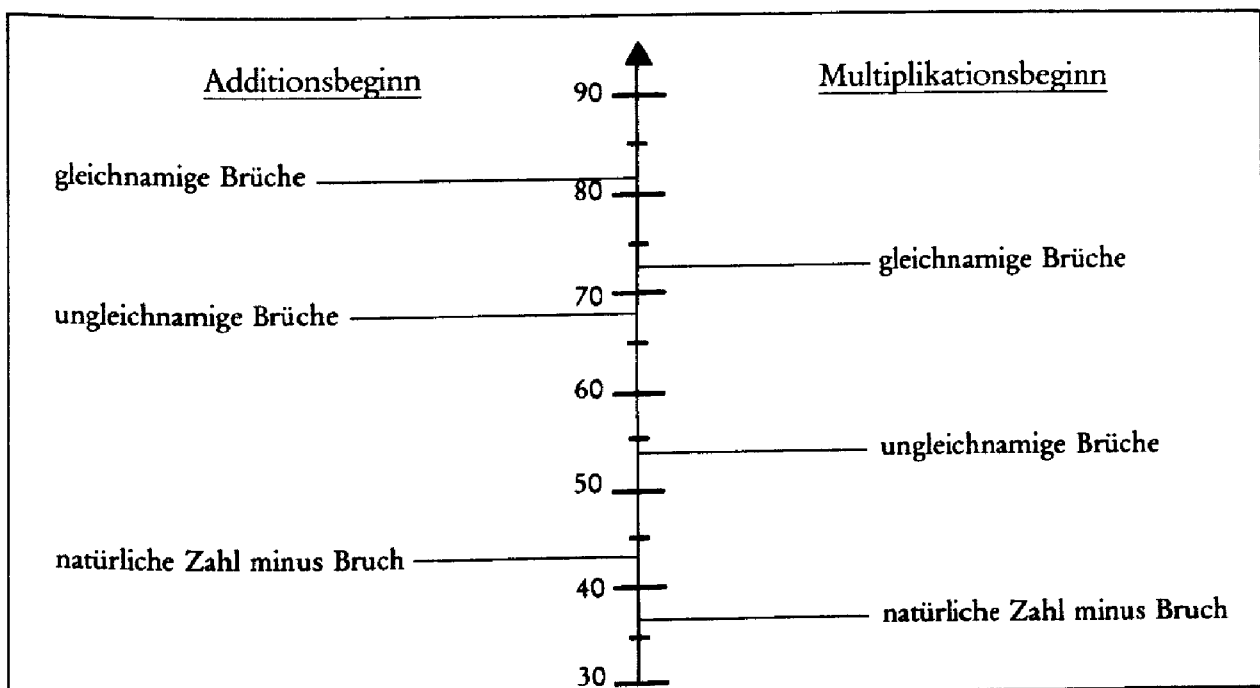 Additionsbeginn
Multiplikationsbeginn
90
gleichnamige Brüche
80
gleichnamige Brüche
70
ungleichnamige Brüche
60
ungleichnamige Brüche
50
natürliche Zahl minus Bruch
40
natürliche Zahl minus Bruch
30